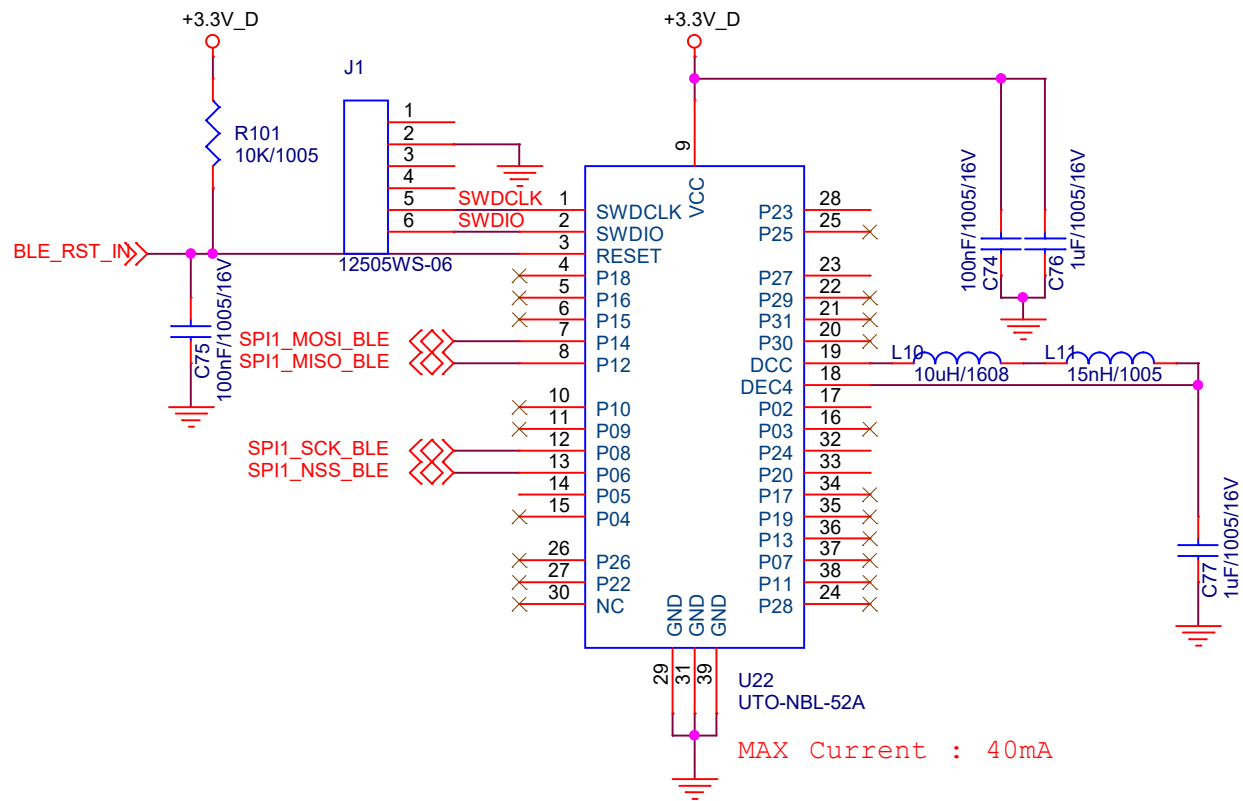 +3.3V_D
+3.3V_D
J1
R101
10K/1005
1
2
3
4
5
6
SWDCLK
SWDIO
12505WS-06
BLE_RST_IN
C75
100nF/1005/16V
SPI1_MOSI_BLE
SPI1_MISO_BLE
SPI1_SCK_BLE
SPI1_NSS_BLE
9
VCC
1 SWDCLK
2 SWDIO
3 RESET
4 P18
5 P16
6 P15
7 P14
8 P12
10 P10
11 P09
12 P08
13 P06
14 P05
15 P04
26 P26
27 P22
30 NC
P23 28
P25 25
P27 23
P29 22
P31 21
P30 20
DCC 19
DEC4 18
P02 17
P03 16
P24 32
P20 33
P17 34
P19 35
P13 36
P07 37
P11 38
P28 24
GND GND GND
29 31 39
U22
UTO-NBL-52A
MAX Current : 40mA
100nF/1005/16V
C74
C76
1uF/1005/16V
L10
10uH/1608
L11
15nH/1005
C77
1uF/1005/16V